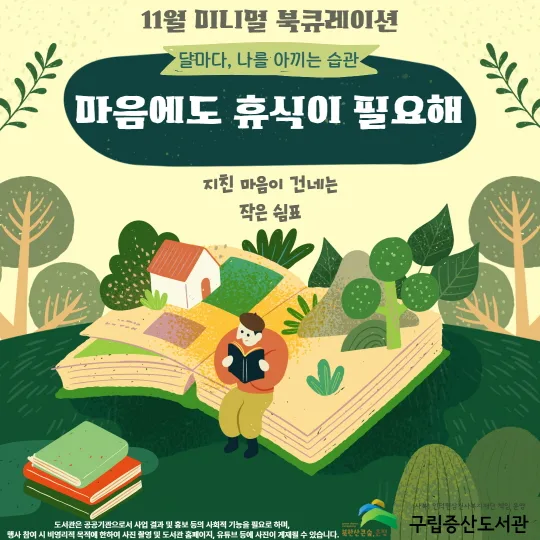 11월 미니멀 북큐레이션
달마다, 나를 아끼는 습관
마음에도 휴식이 필요해
지친 마음이 건네는
작은 쉼표
구립증산도서관
도서관은 공공기관으로서 사업 결과 및 홍보 등의 사회적 기능을 필요로 하며,
행사 참여 시 비영리적 목적에 한하여 사진 촬영 및 도서관 홈페이지, 유튜브 등에 사진이 게재될 수 있습니다.